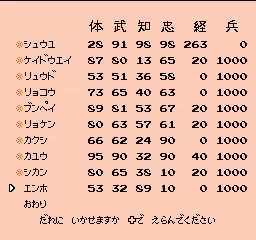 体 武 知 忠 経 兵
※シュウユ 28 91 98 98 263 0
※ケイドウエイ 87 80 13 65 20 1000
※リュウド 53 51 36 58 0 1000
※リョコウ 73 65 40 63 0 1000
※ブンペイ 89 81 53 67 20 1000
※リョケン 80 63 57 61 20 1000
※カクシ 66 62 24 90 0 1000
※カユウ 95 90 32 90 40 1000
※シカン 80 65 38 10 20 1000
▷ エンホ 53 32 89 10 0 1000
おわり
だれに いかせますか ✚で えらんでください